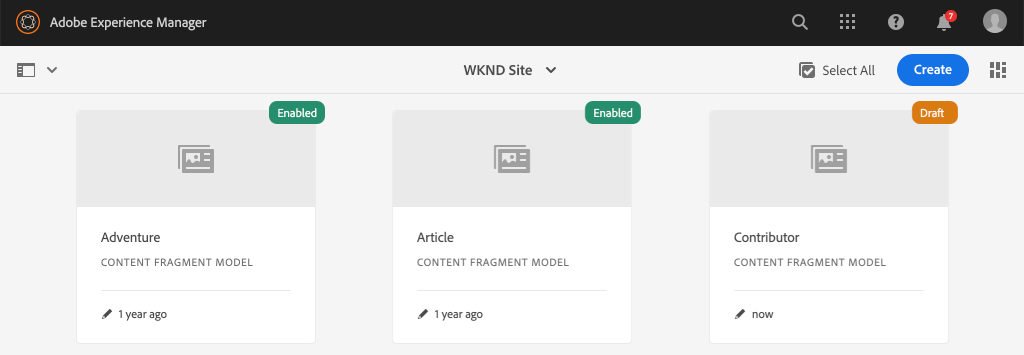 Adobe Experience Manager
7
WKND Site
Select All
Create
Enabled
Enabled
Draft
Adventure
CONTENT FRAGMENT MODEL
1 year ago
Article
CONTENT FRAGMENT MODEL
1 year ago
Contributor
CONTENT FRAGMENT MODEL
now